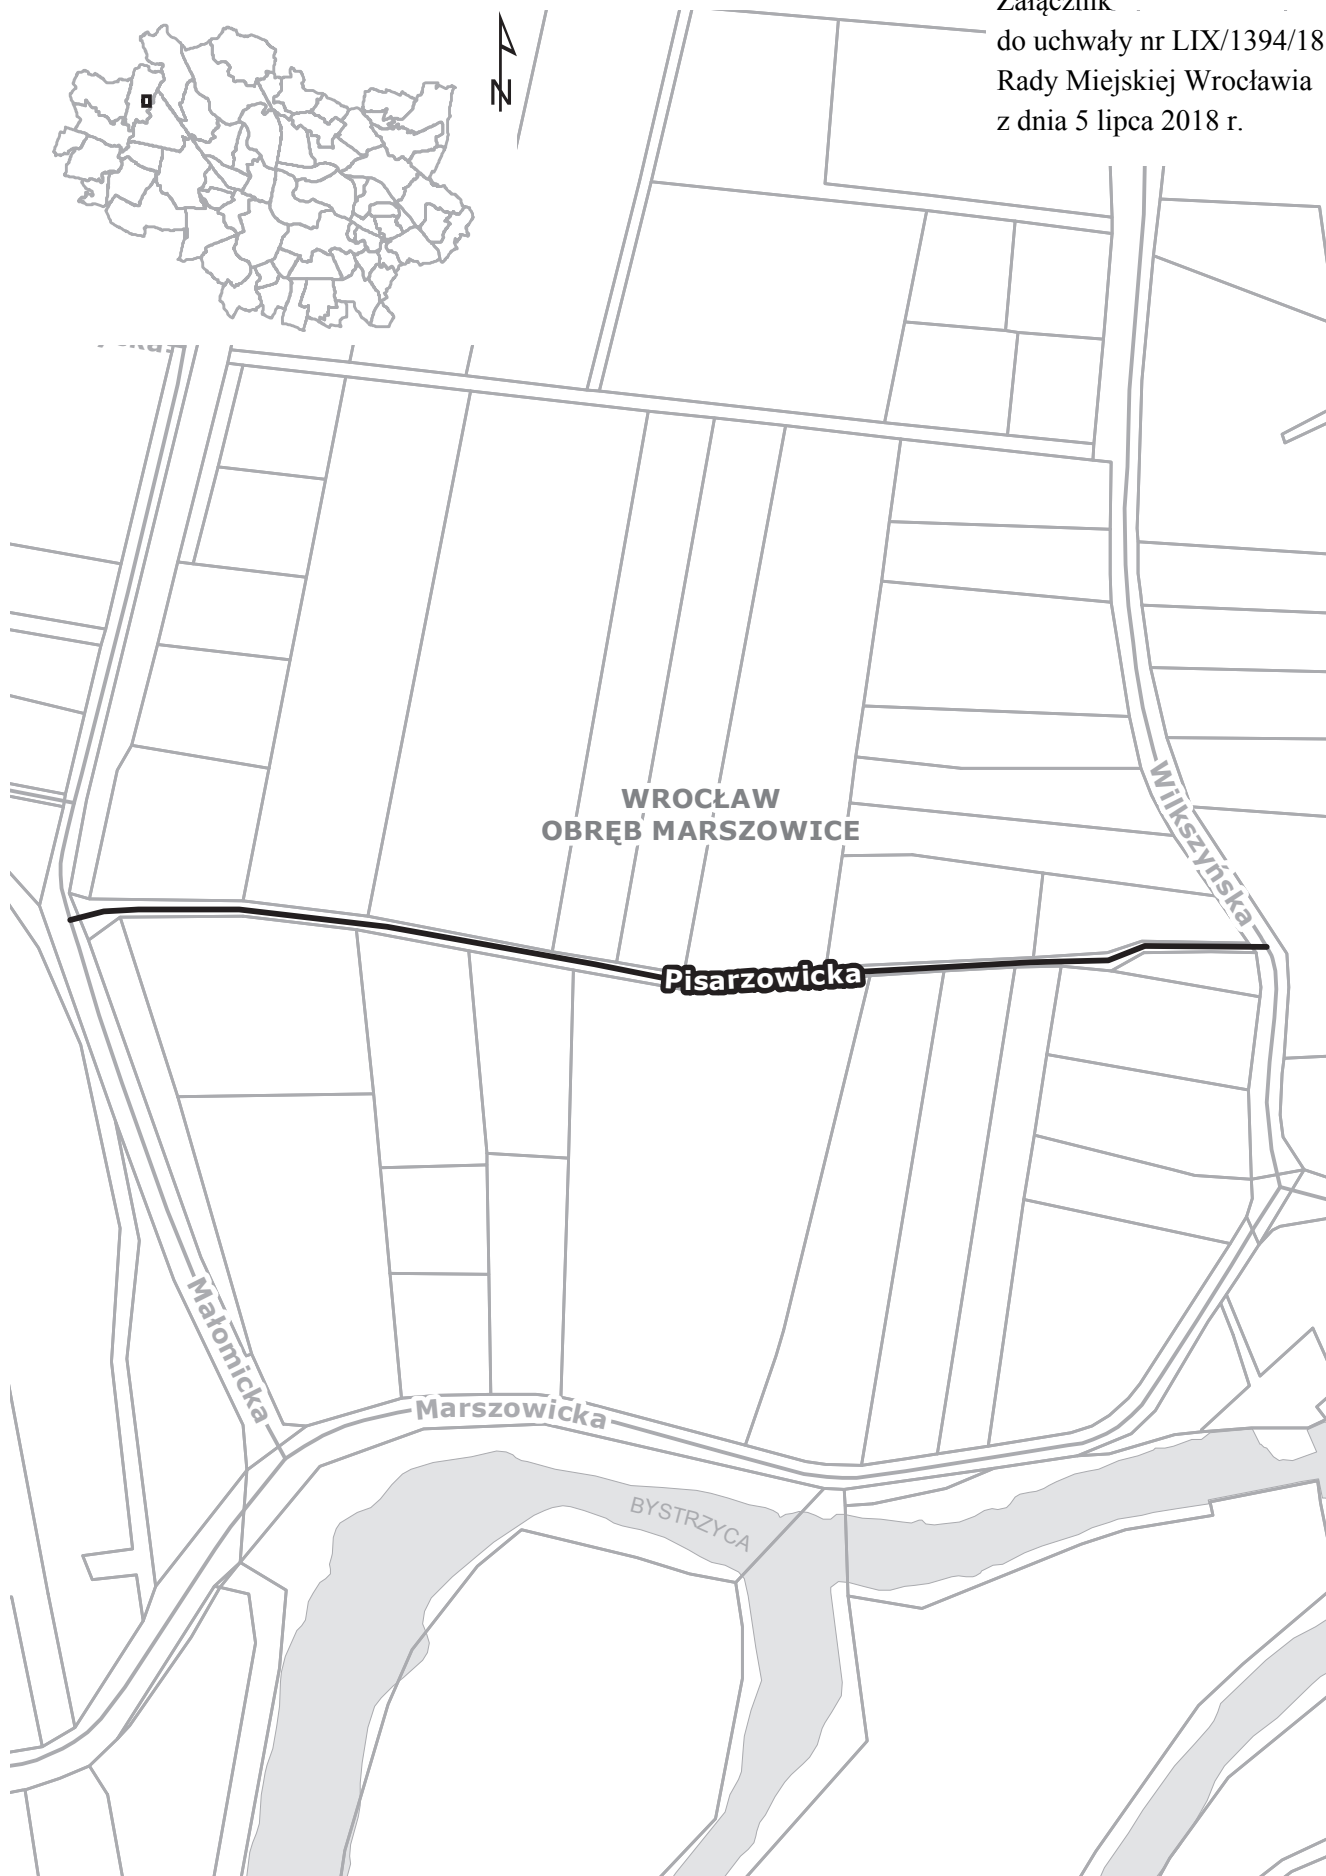 Załącznik
do uchwały nr LIX/1394/18
Rady Miejskiej Wrocławia
z dnia 5 lipca 2018 r.
N
WROCŁAW
OBRĘB MARSZOWICE
Wilkszyńska
Pisarzowicka
Małomicka
Marszowicka
BYSTRZYCA